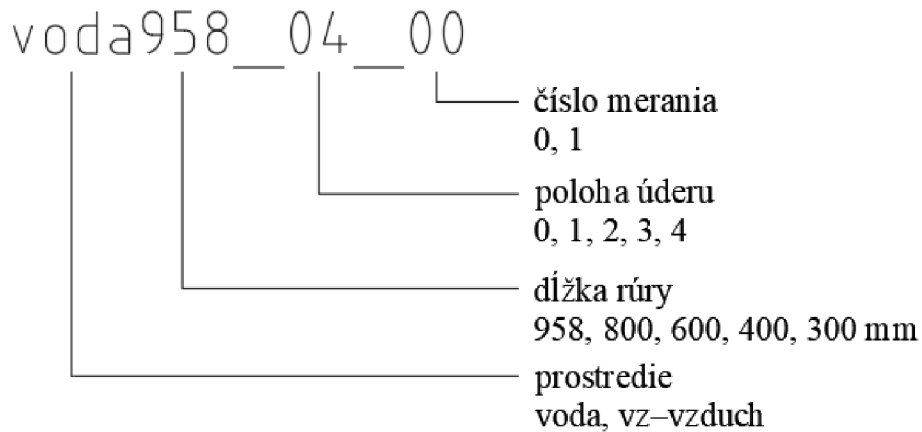 voda958_04_00
číslo merania
0, 1
poloha úderu
0, 1, 2, 3, 4
dĺžka rúry
958, 800, 600, 400, 300 mm
prostredie
voda, vz–vzduch